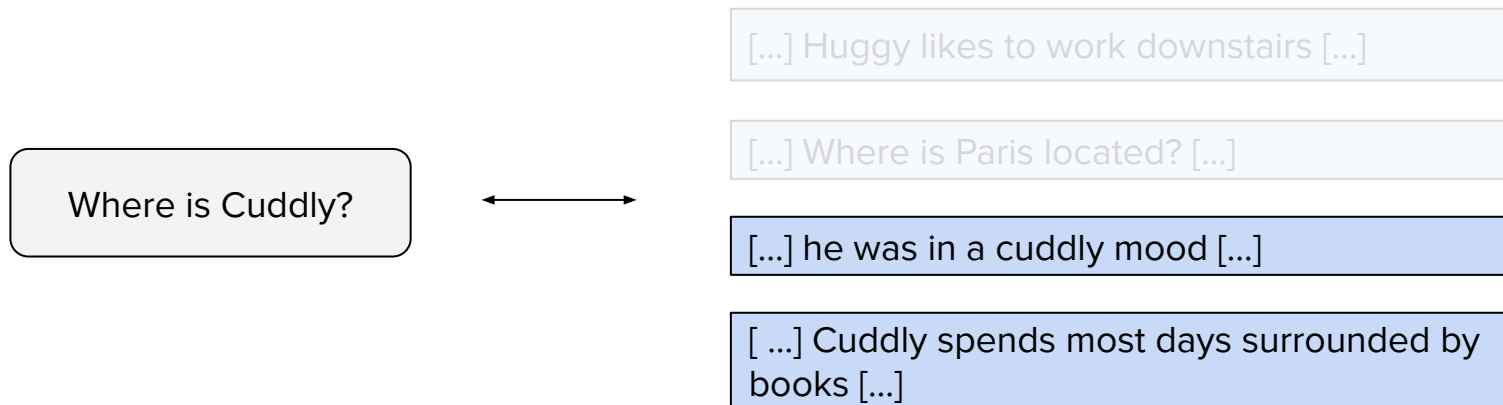 [...] Huggy likes to work downstairs [...]
[...] Where is Paris located? [...]
Where is Cuddly?
[...] he was in a cuddly mood [...]
[ ...] Cuddly spends most days surrounded by
books [...]